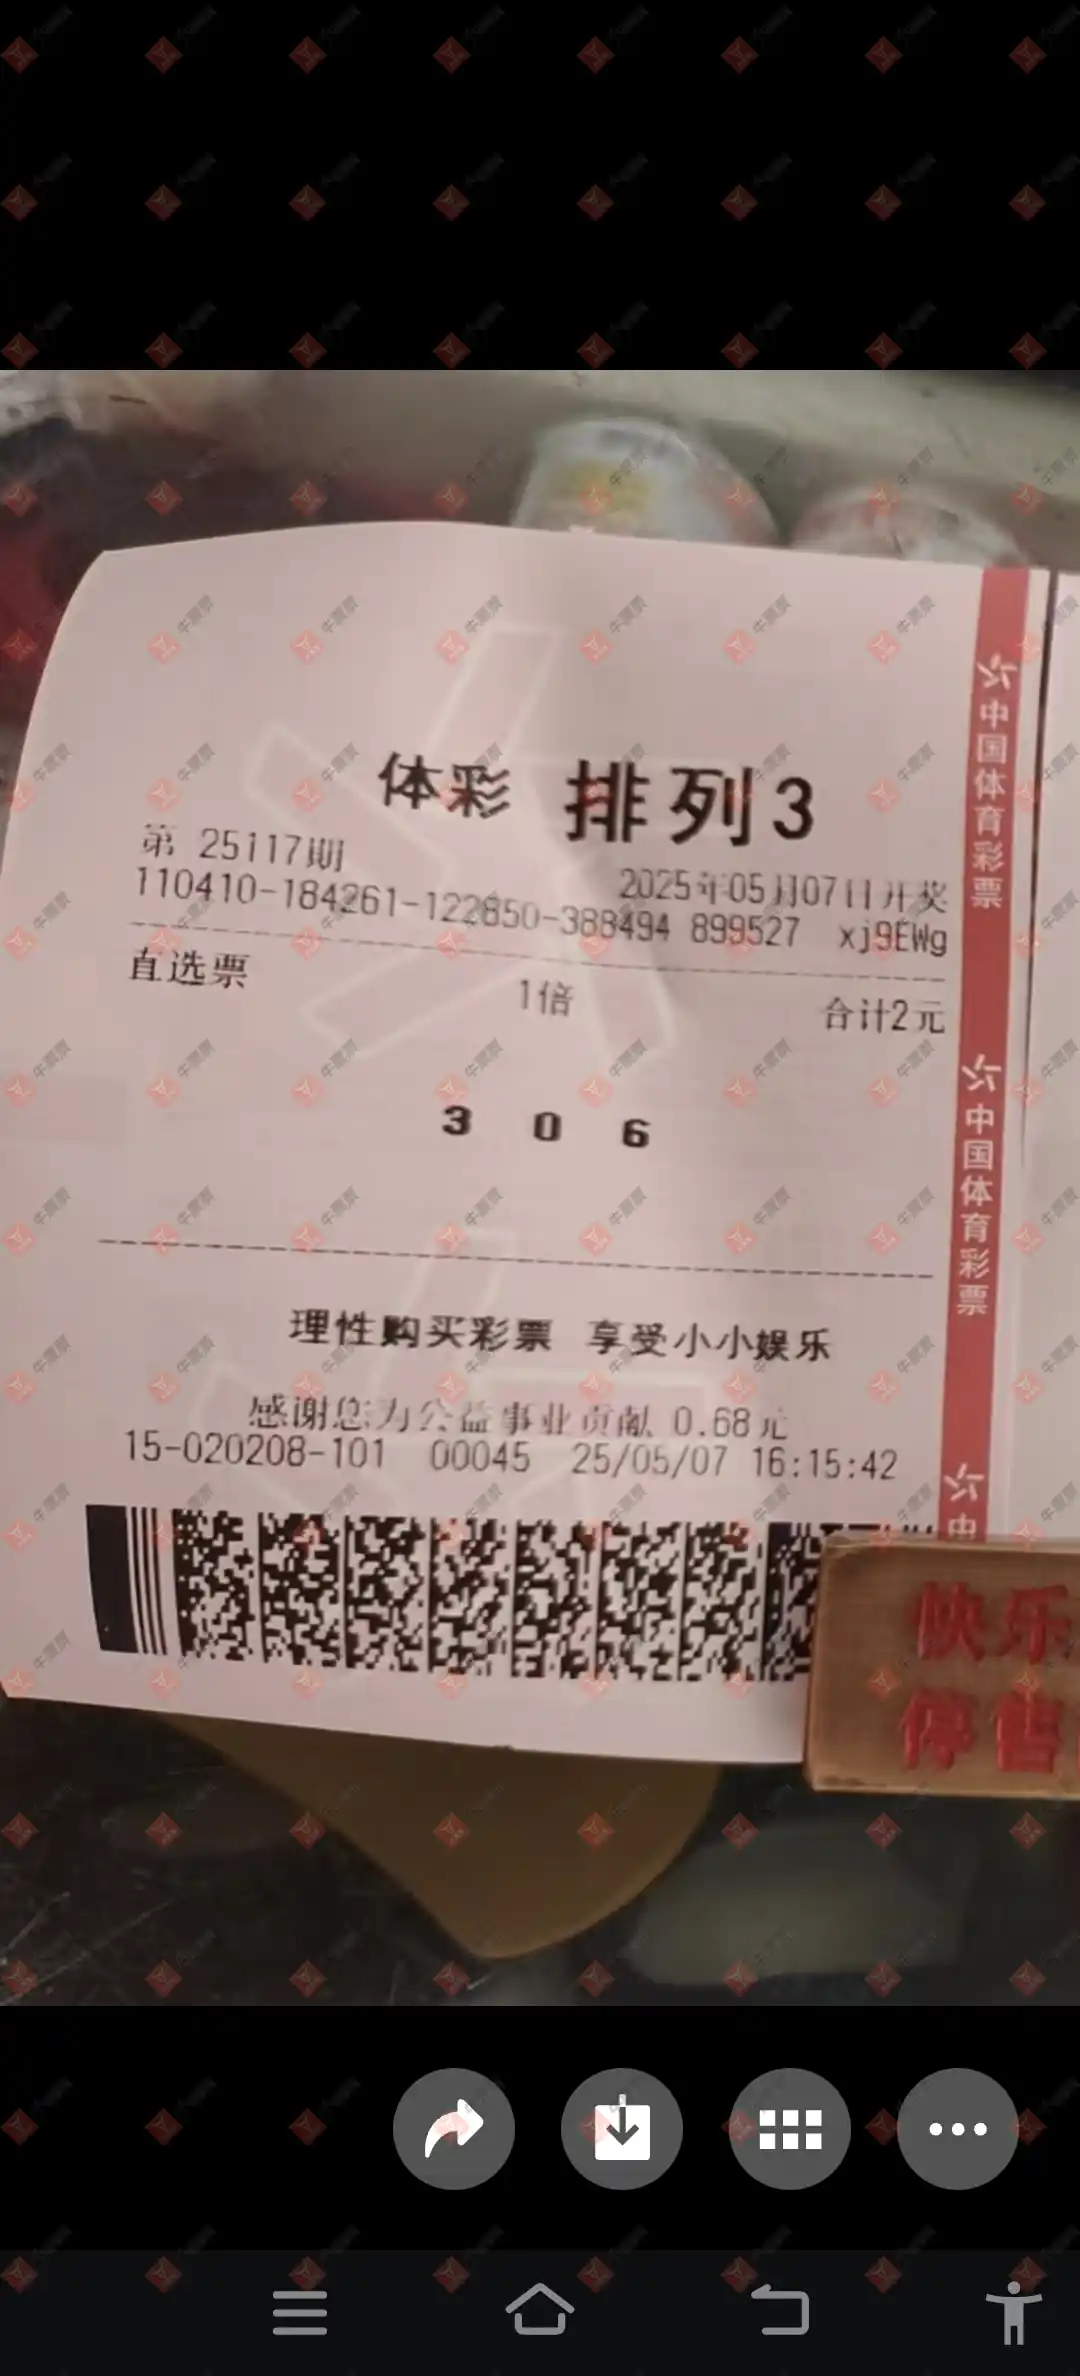 体彩 排列3
第 25117期
2025年05月07日开奖
110410-184261-122850-388494 899527 xj9EWg
直选票 1倍 合计2元
3 0 6
理性购买彩票 享受小小娱乐
感谢您为公益事业贡献 0.68元
15-020208-101 00045 25/05/07 16:15:42
中国体育彩票
中国体育彩票
中
快乐
停售
牛票票